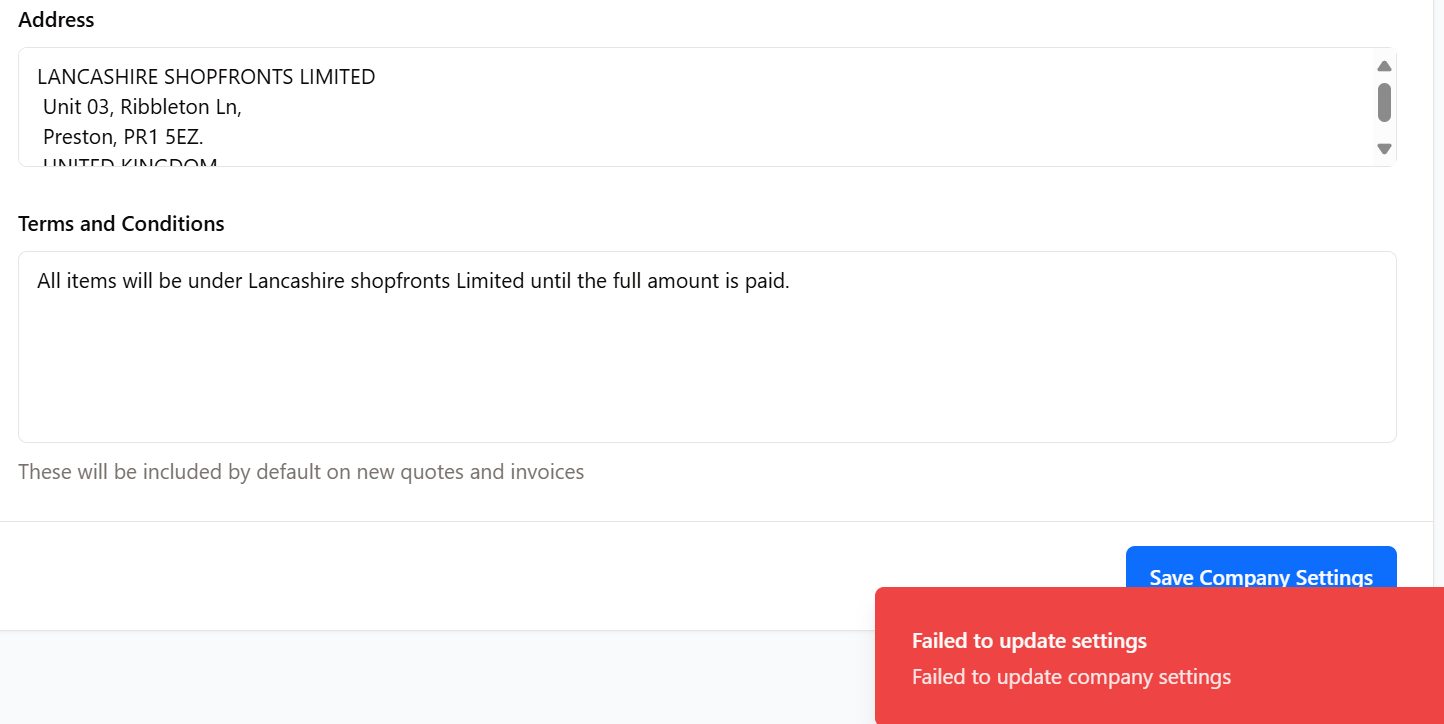 Address
LANCASHIRE SHOPFRONTS LIMITED
Unit 03, Ribbleton Ln,
Preston, PR1 5EZ.
UNITED KINGDOM
Terms and Conditions
All items will be under Lancashire shopfronts Limited until the full amount is paid.
These will be included by default on new quotes and invoices
Save Company Settings
Failed to update settings
Failed to update company settings